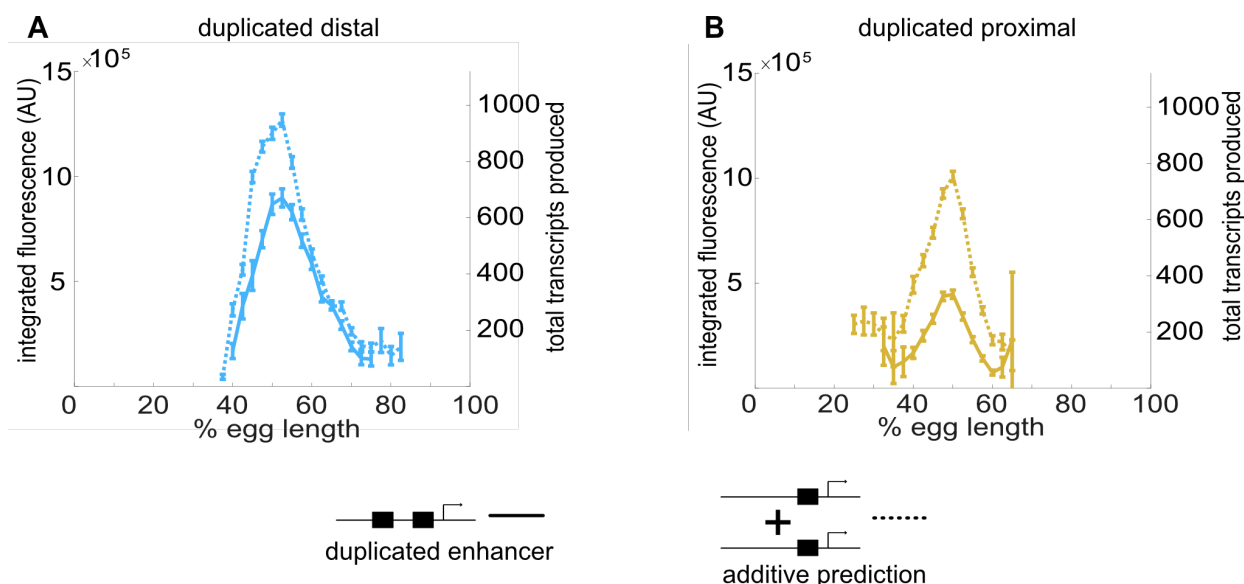 A
duplicated distal
×10⁵
15
10
5
integrated fluorescence (AU)
1000
800
600
400
200
total transcripts produced
0 20 40 60 80 100
% egg length
B
duplicated proximal
×10⁵
15
10
5
integrated fluorescence (AU)
1000
800
600
400
200
total transcripts produced
0 20 40 60 80 100
% egg length
duplicated enhancer
+
additive prediction